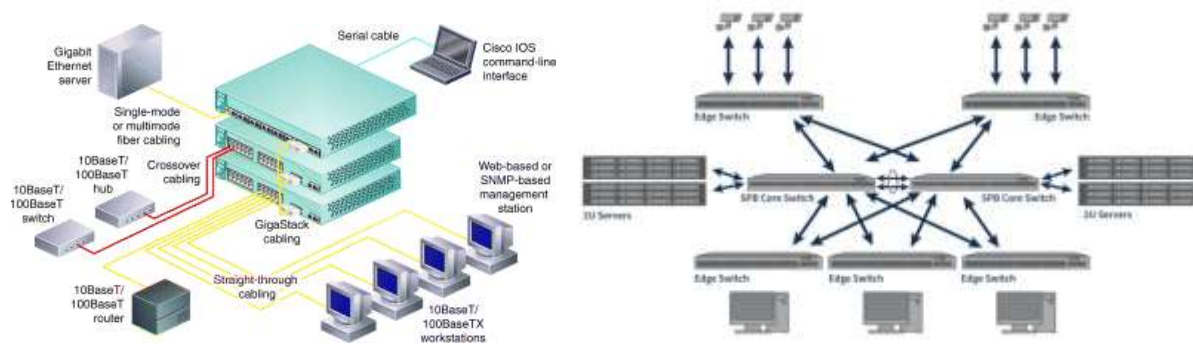 Serial cable
Gigabit
Ethernet
server
Cisco IOS
command-line
interface
Single-mode
or multimode
fiber cabling
10BaseT/
100BaseT
hub
Crossover
cabling
10BaseT/
100BaseT
switch
Web-based or
SNMP-based
management
station
GigaStack
cabling
Straight-through
cabling
10BaseT/
100BaseT
router
10BaseT/
100BaseTX
workstations
Edge Switch
Edge Switch
SPB Core Switch
SPB Core Switch
1U Servers
1U Servers
Edge Switch
Edge Switch
Edge Switch